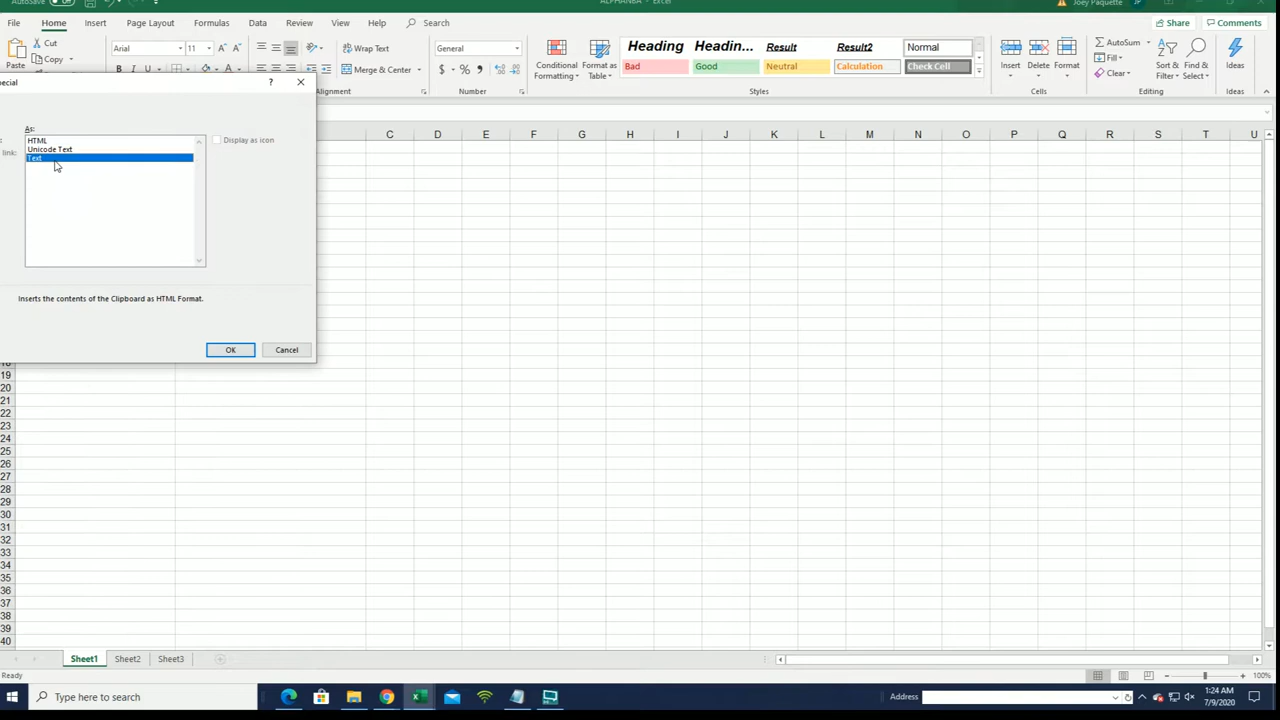 AutoSave Off
ALPHAN8A - Excel
Joey Paquette JP
File Home Insert Page Layout Formulas Data Review View Help Search
Share Comments
Cut
Copy
Paste
Arial 11 A A
B I U
Wrap Text
Merge & Center
Alignment
General
$ % ,
Number
Conditional Formatting
Format as Table
Heading Headin... Result Result2 Normal
Bad Good Neutral Calculation Check Cell
Styles
Insert Delete Format
Cells
AutoSum
Fill
Clear
Sort & Filter
Find & Select
Ideas
Ideas
pecial ?
As:
link:
HTML
Unicode Text
Text
Display as icon
Inserts the contents of the Clipboard as HTML Format.
OK Cancel
C D E F G H I J K L M N O P Q R S T U
19
20
21
22
23
24
25
26
27
28
29
30
31
32
33
34
35
36
37
38
39
40
Sheet1 Sheet2 Sheet3
Ready
100%
Type here to search
Address
1:24 AM
7/9/2020